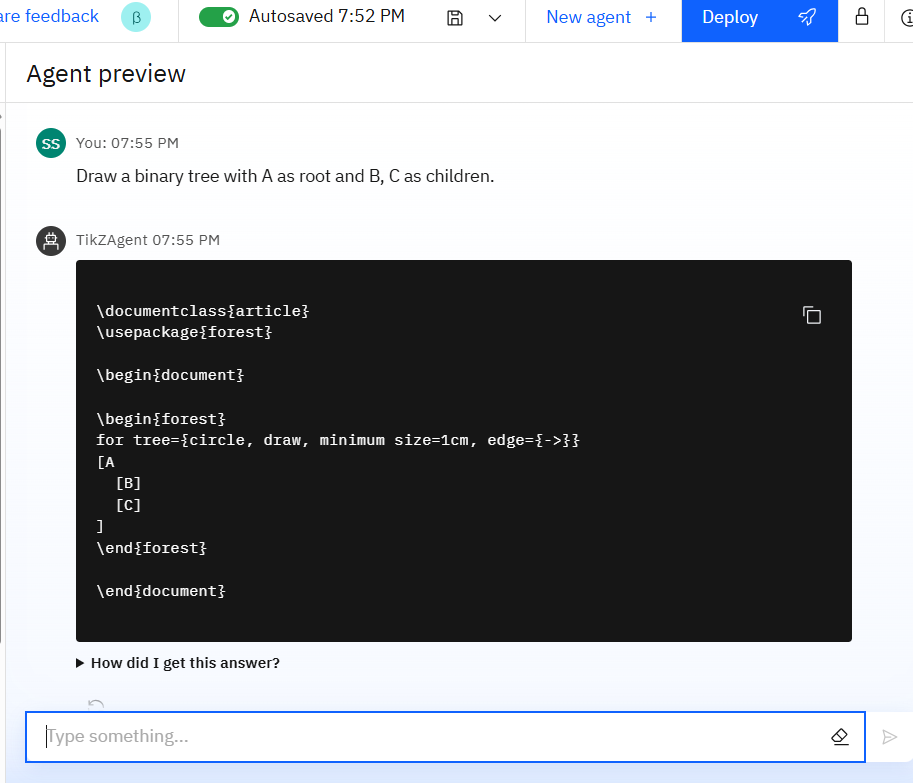 are feedback β Autosaved 7:52 PM New agent + Deploy
Agent preview
SS You: 07:55 PM
Draw a binary tree with A as root and B, C as children.
TikZAgent 07:55 PM
\documentclass{article}
\usepackage{forest}
\begin{document}
\begin{forest}
for tree={circle, draw, minimum size=1cm, edge={->}}
[A
  [B]
  [C]
]
\end{forest}
\end{document}
How did I get this answer?
Type something...